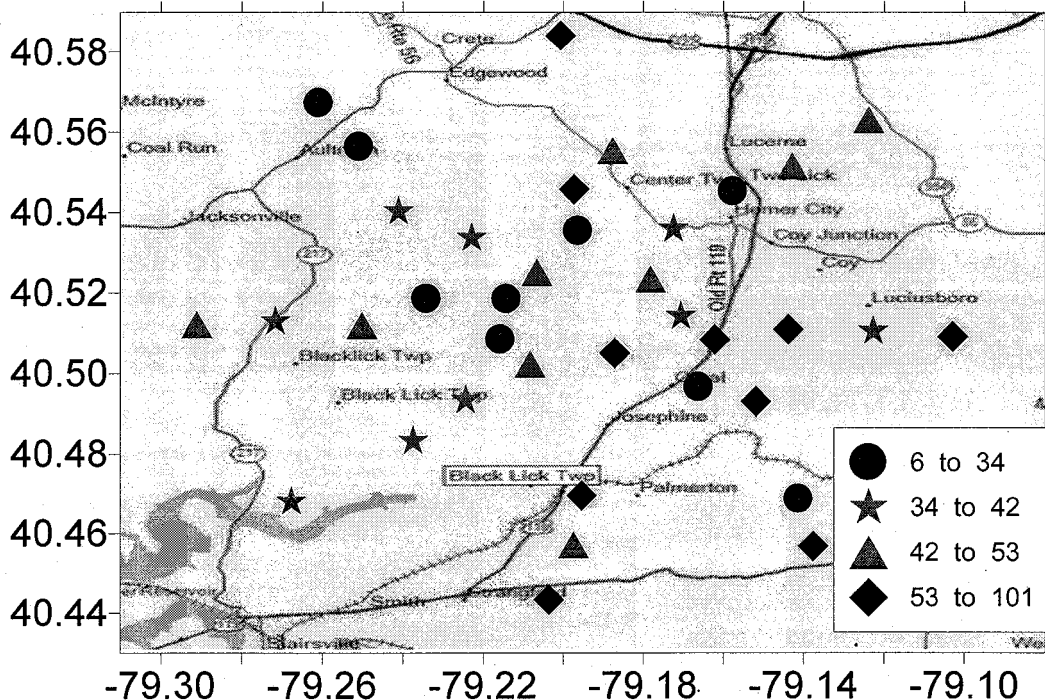 40.58
40.56
40.54
40.52
40.50
40.48
40.46
40.44
-79.30
-79.26
-79.22
-79.18
-79.14
-79.10
Crete
Edgewood
McIntyre
Coal Run
Jacksonville
Lucerne
Center
Homer City
Coy Junction
Coy
Old Rt 119
Luciusboro
Blacklick Twp
Black Lick
Josephine
Black Lick Twp
Palmerton
Smith
Blairsville
217
6 to 34
34 to 42
42 to 53
53 to 101